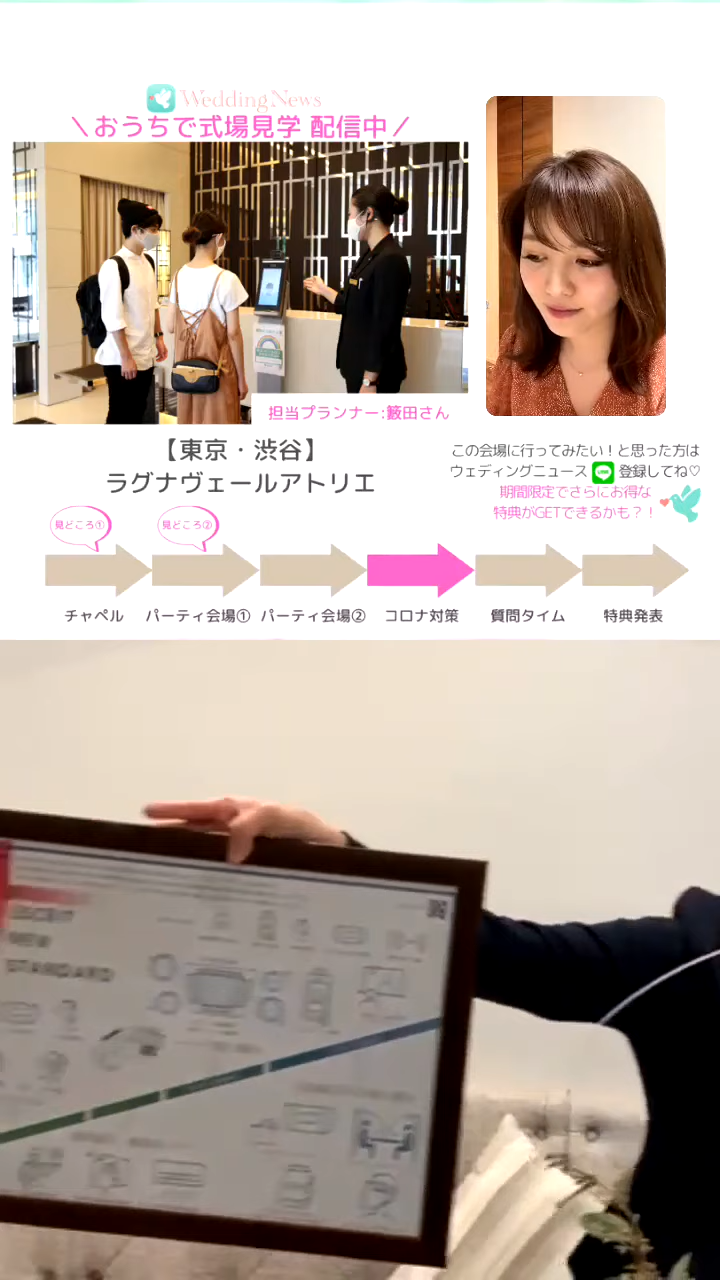 Wedding News
＼おうちで式場見学 配信中／
担当プランナー:籔田さん
【東京・渋谷】
ラグナヴェールアトリエ
この会場に行ってみたい！と思った方は
ウェディングニュース LINE 登録してね♡
期間限定でさらにお得な
特典がGETできるかも？！
見どころ①
見どころ②
チャペル
パーティ会場①
パーティ会場②
コロナ対策
質問タイム
特典発表
NEW
STANDARD